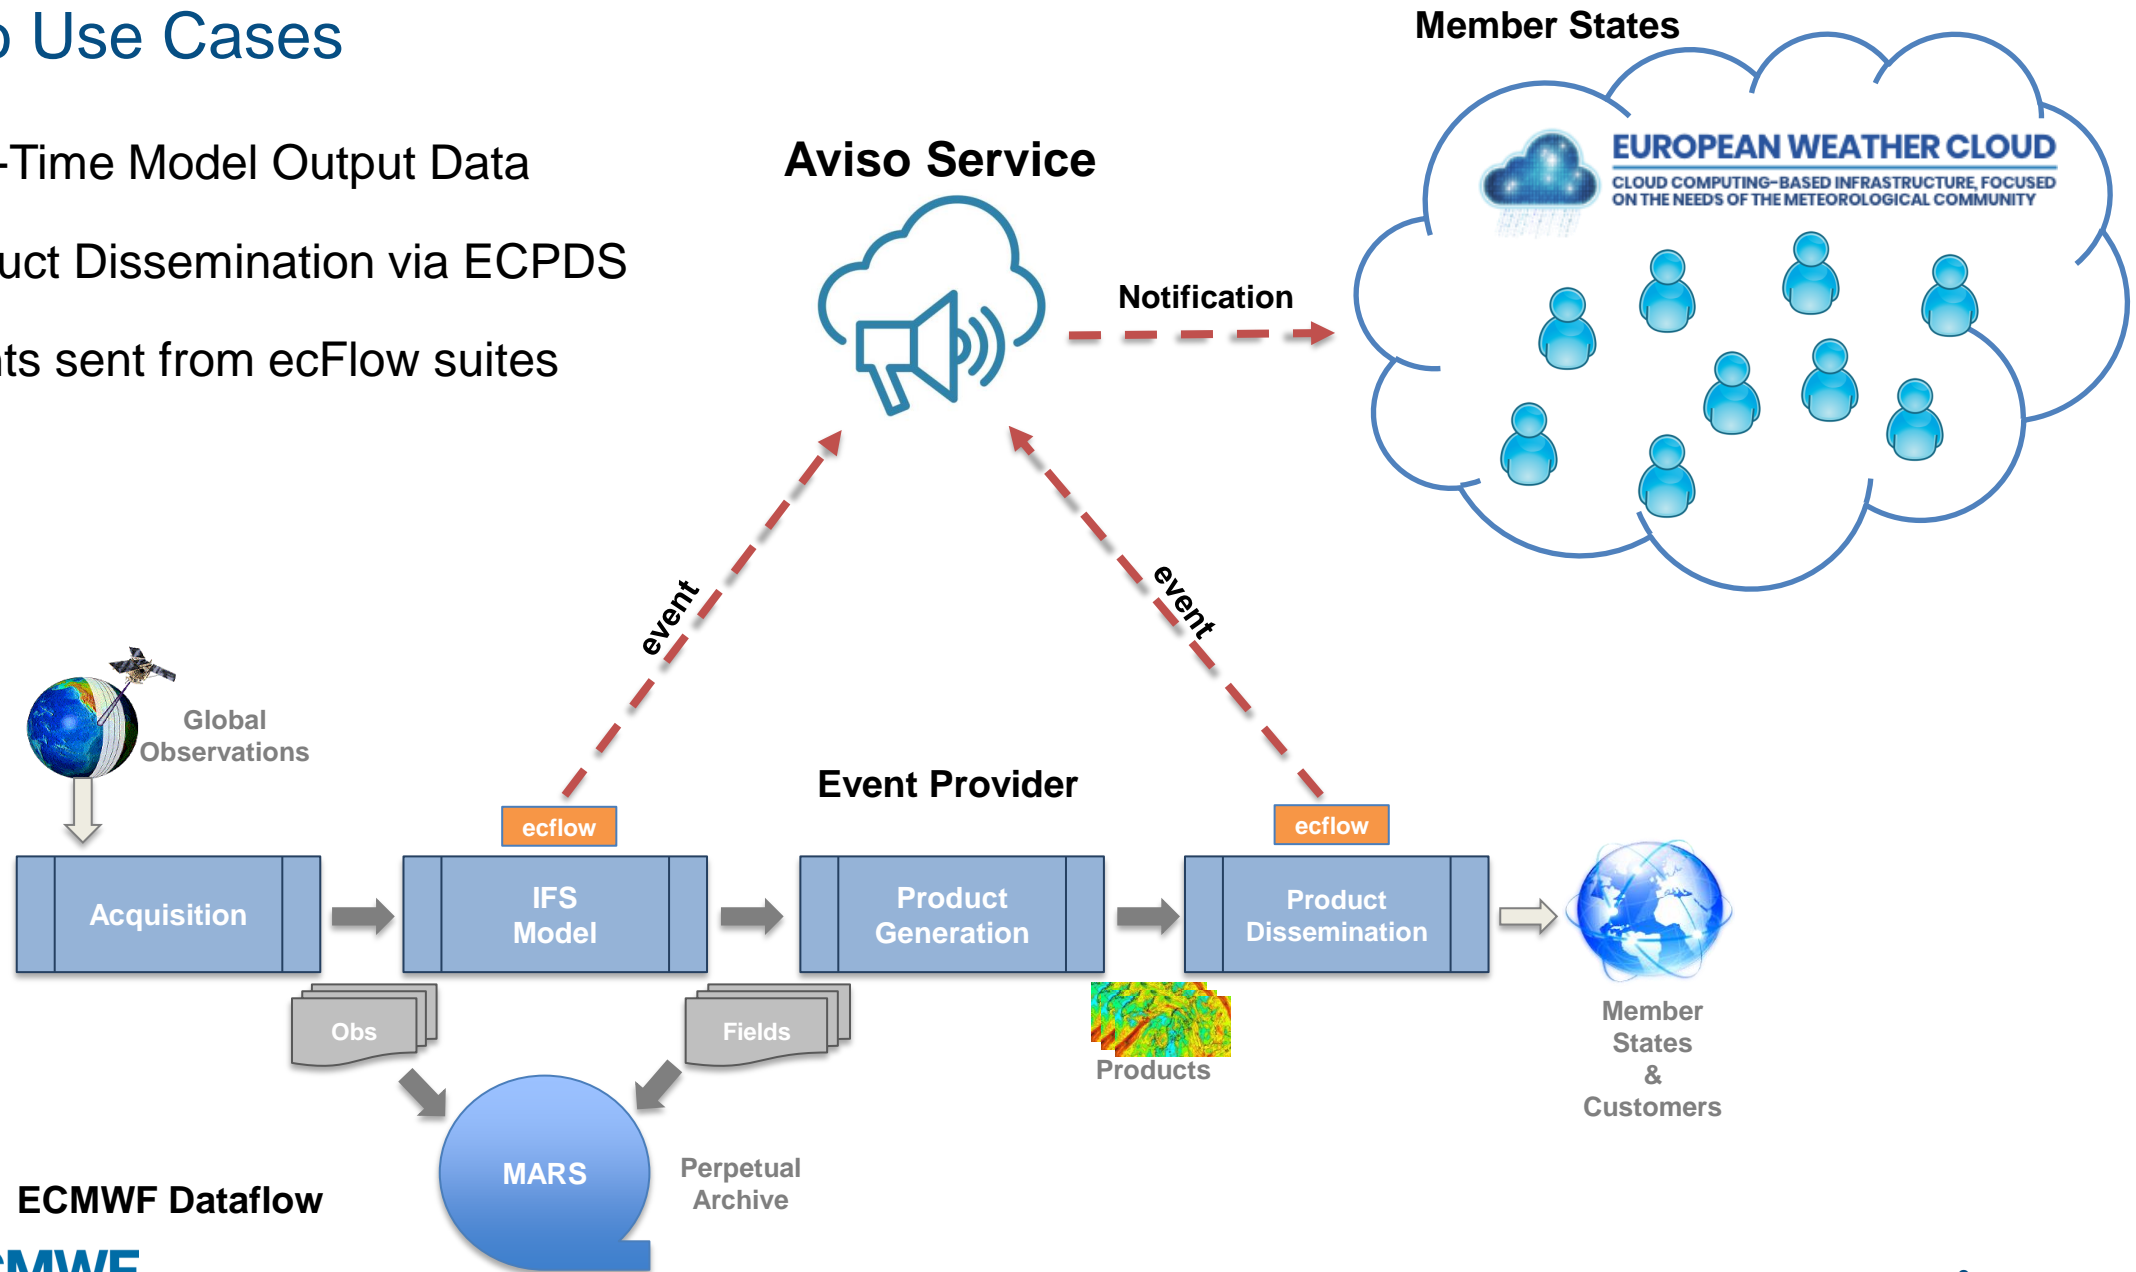 o Use Cases
-Time Model Output Data
uct Dissemination via ECPDS
nts sent from ecFlow suites
Aviso Service
Member States
EUROPEAN WEATHER CLOUD
CLOUD COMPUTING-BASED INFRASTRUCTURE, FOCUSED
ON THE NEEDS OF THE METEOROLOGICAL COMMUNITY
Notification
event
event
Global
Observations
Event Provider
ecflow
ecflow
Acquisition
IFS
Model
Product
Generation
Product
Dissemination
Obs
Fields
Products
Member
States
&
Customers
MARS
Perpetual
Archive
ECMWF Dataflow